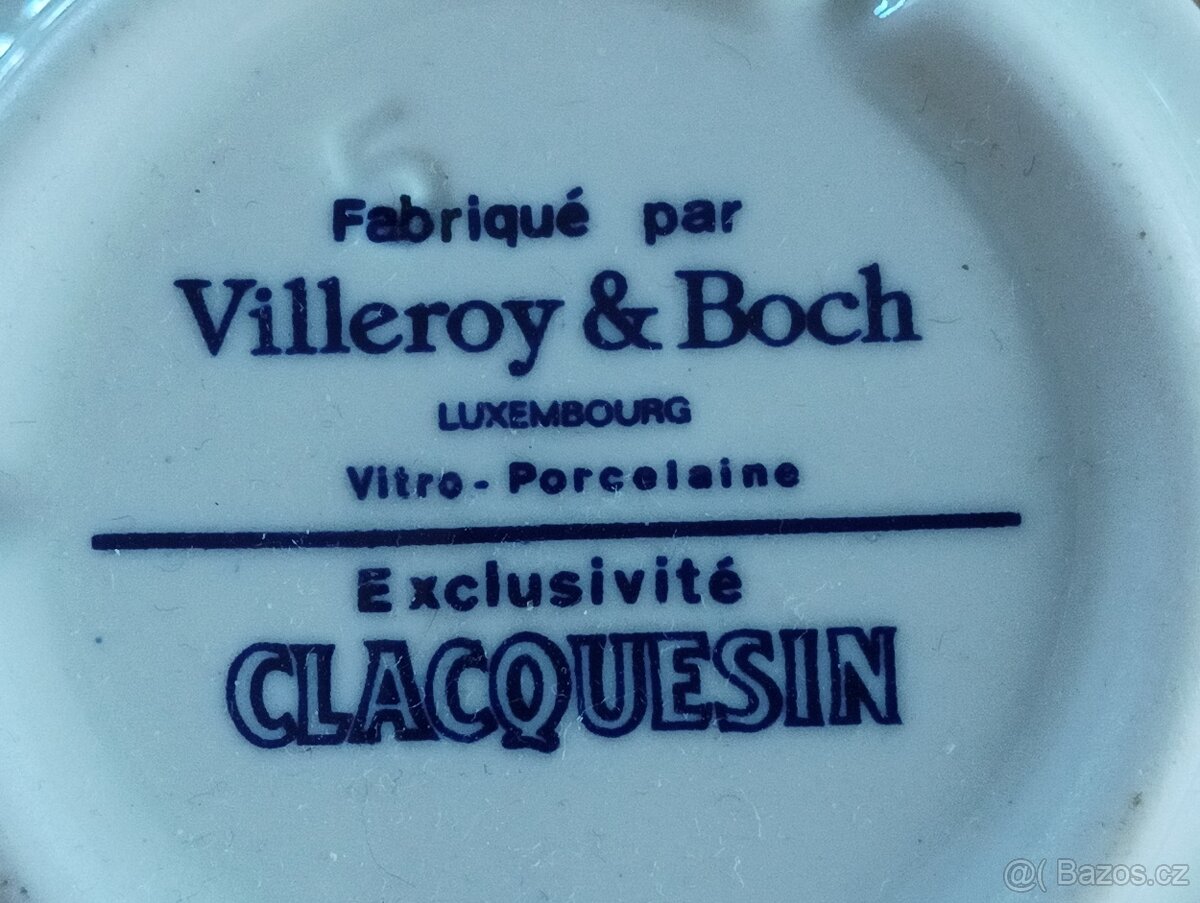 Fabriqué par
Villeroy & Boch
LUXEMBOURG
Vitro-Porcelaine
Exclusivité
CLACQUESIN
@( Bazos.cz